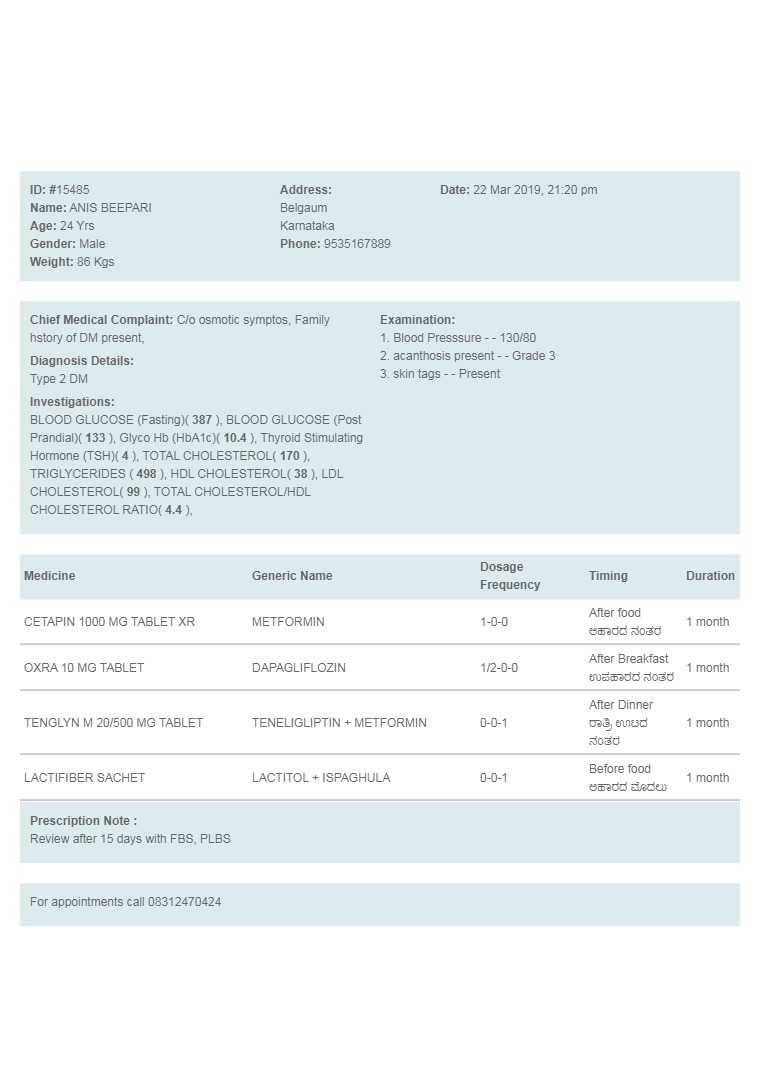 ID: #15485
Name: ANIS BEEPARI
Age: 24 Yrs
Gender: Male
Weight: 86 Kgs
Address:
Belgaum
Karnataka
Phone: 9535167889
Date: 22 Mar 2019, 21:20 pm
Chief Medical Complaint: C/o osmotic symptos, Family
hstory of DM present,
Diagnosis Details:
Type 2 DM
Investigations:
BLOOD GLUCOSE (Fasting)( 387 ), BLOOD GLUCOSE (Post
Prandial)( 133 ), Glyco Hb (HbA1c)( 10.4 ), Thyroid Stimulating
Hormone (TSH)( 4 ), TOTAL CHOLESTEROL( 170 ),
TRIGLYCERIDES ( 498 ), HDL CHOLESTEROL( 38 ), LDL
CHOLESTEROL( 99 ), TOTAL CHOLESTEROL/HDL
CHOLESTEROL RATIO( 4.4 ),
Examination:
1. Blood Presssure - - 130/80
2. acanthosis present - - Grade 3
3. skin tags - - Present
Medicine Generic Name Dosage Frequency Timing Duration
CETAPIN 1000 MG TABLET XR METFORMIN 1-0-0 After food 1 month
ಆಹಾರದ ನಂತರ
OXRA 10 MG TABLET DAPAGLIFLOZIN 1/2-0-0 After Breakfast 1 month
ಉಪಹಾರದ ನಂತರ
TENGLYN M 20/500 MG TABLET TENELIGLIPTIN + METFORMIN 0-0-1 After Dinner 1 month
ರಾತ್ರಿ ಊಟದ
ನಂತರ
LACTIFIBER SACHET LACTITOL + ISPAGHULA 0-0-1 Before food 1 month
ಆಹಾರದ ಮೊದಲು
Prescription Note :
Review after 15 days with FBS, PLBS
For appointments call 08312470424